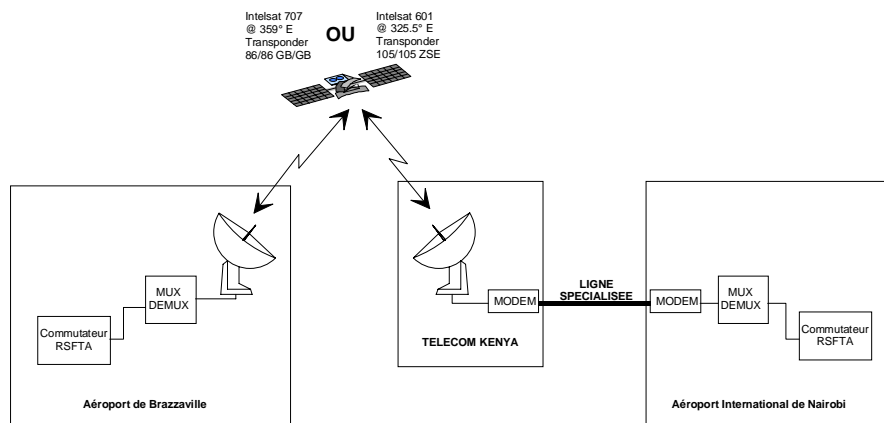 Intelsat 707
@ 359° E
Transponder
86/86 GB/GB
OU
Intelsat 601
@ 325.5° E
Transponder
105/105 ZSE
MUX
DEMUX
Commutateur
RSFTA
Aéroport de Brazzaville
MODEM
TELECOM KENYA
LIGNE
SPECIALISEE
MODEM
MUX
DEMUX
Commutateur
RSFTA
Aéroport International de Nairobi